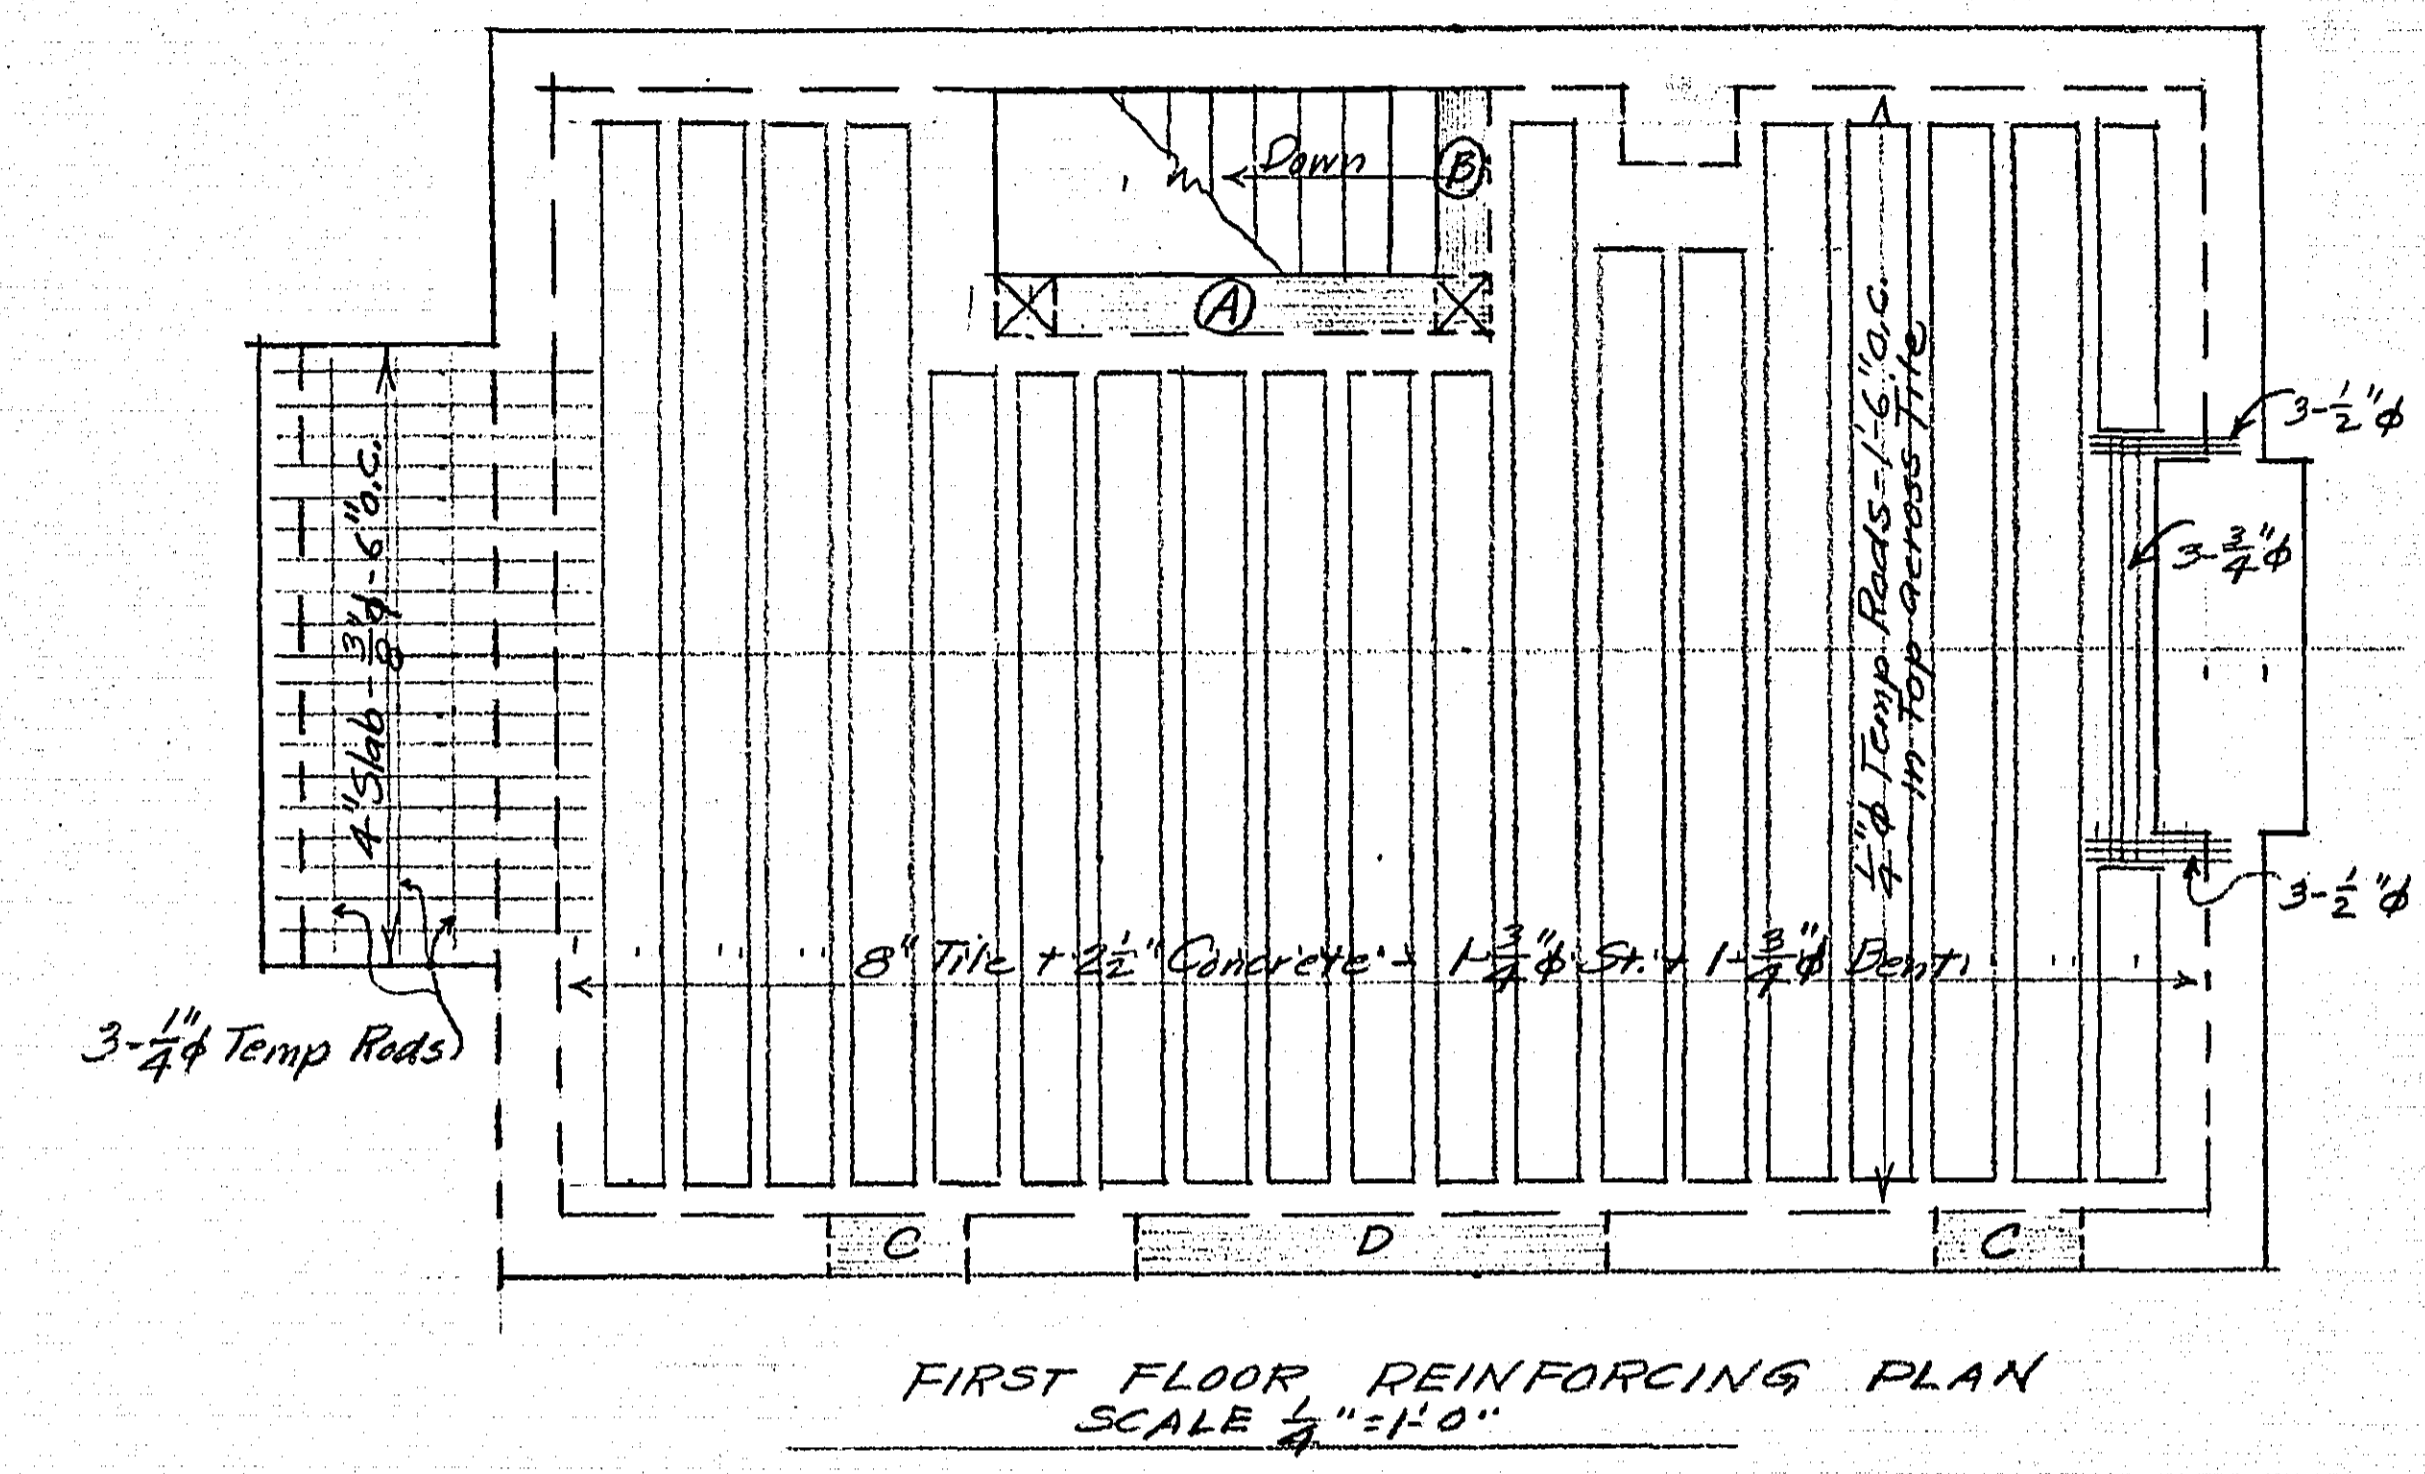 Down
B
A
3-1/2"φ
3-3/4"φ
3-1/2"φ
4" Slab - 3/8"φ - 6" o.c.
1/4"φ Temp Rods - 1'-6" o.c.
in top across Tile
8" Tile + 2 1/2" Concrete - 1-3/4"φ St. + 1-3/4"φ Bent
3-1/4"φ Temp Rods
C
D
C
FIRST FLOOR REINFORCING PLAN
SCALE 1/4" = 1'-0"